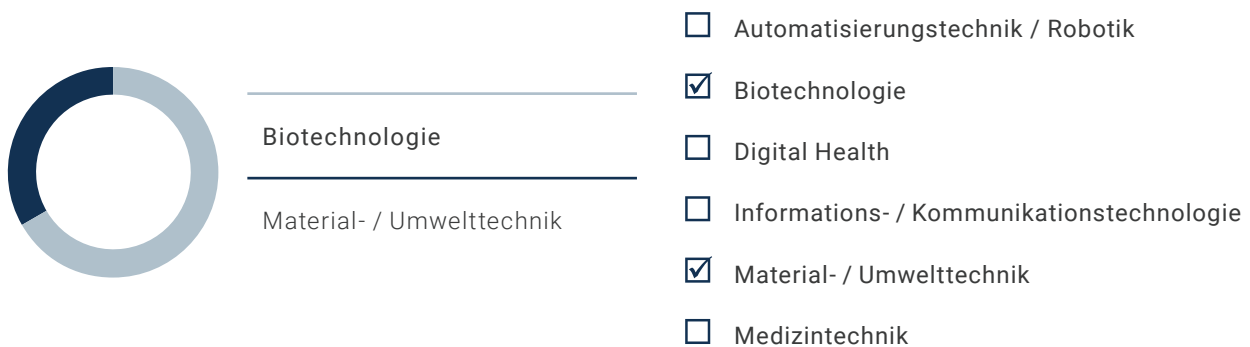 Biotechnologie
Material- / Umwelttechnik
Automatisierungstechnik / Robotik
Biotechnologie
Digital Health
Informations- / Kommunikationstechnologie
Material- / Umwelttechnik
Medizintechnik